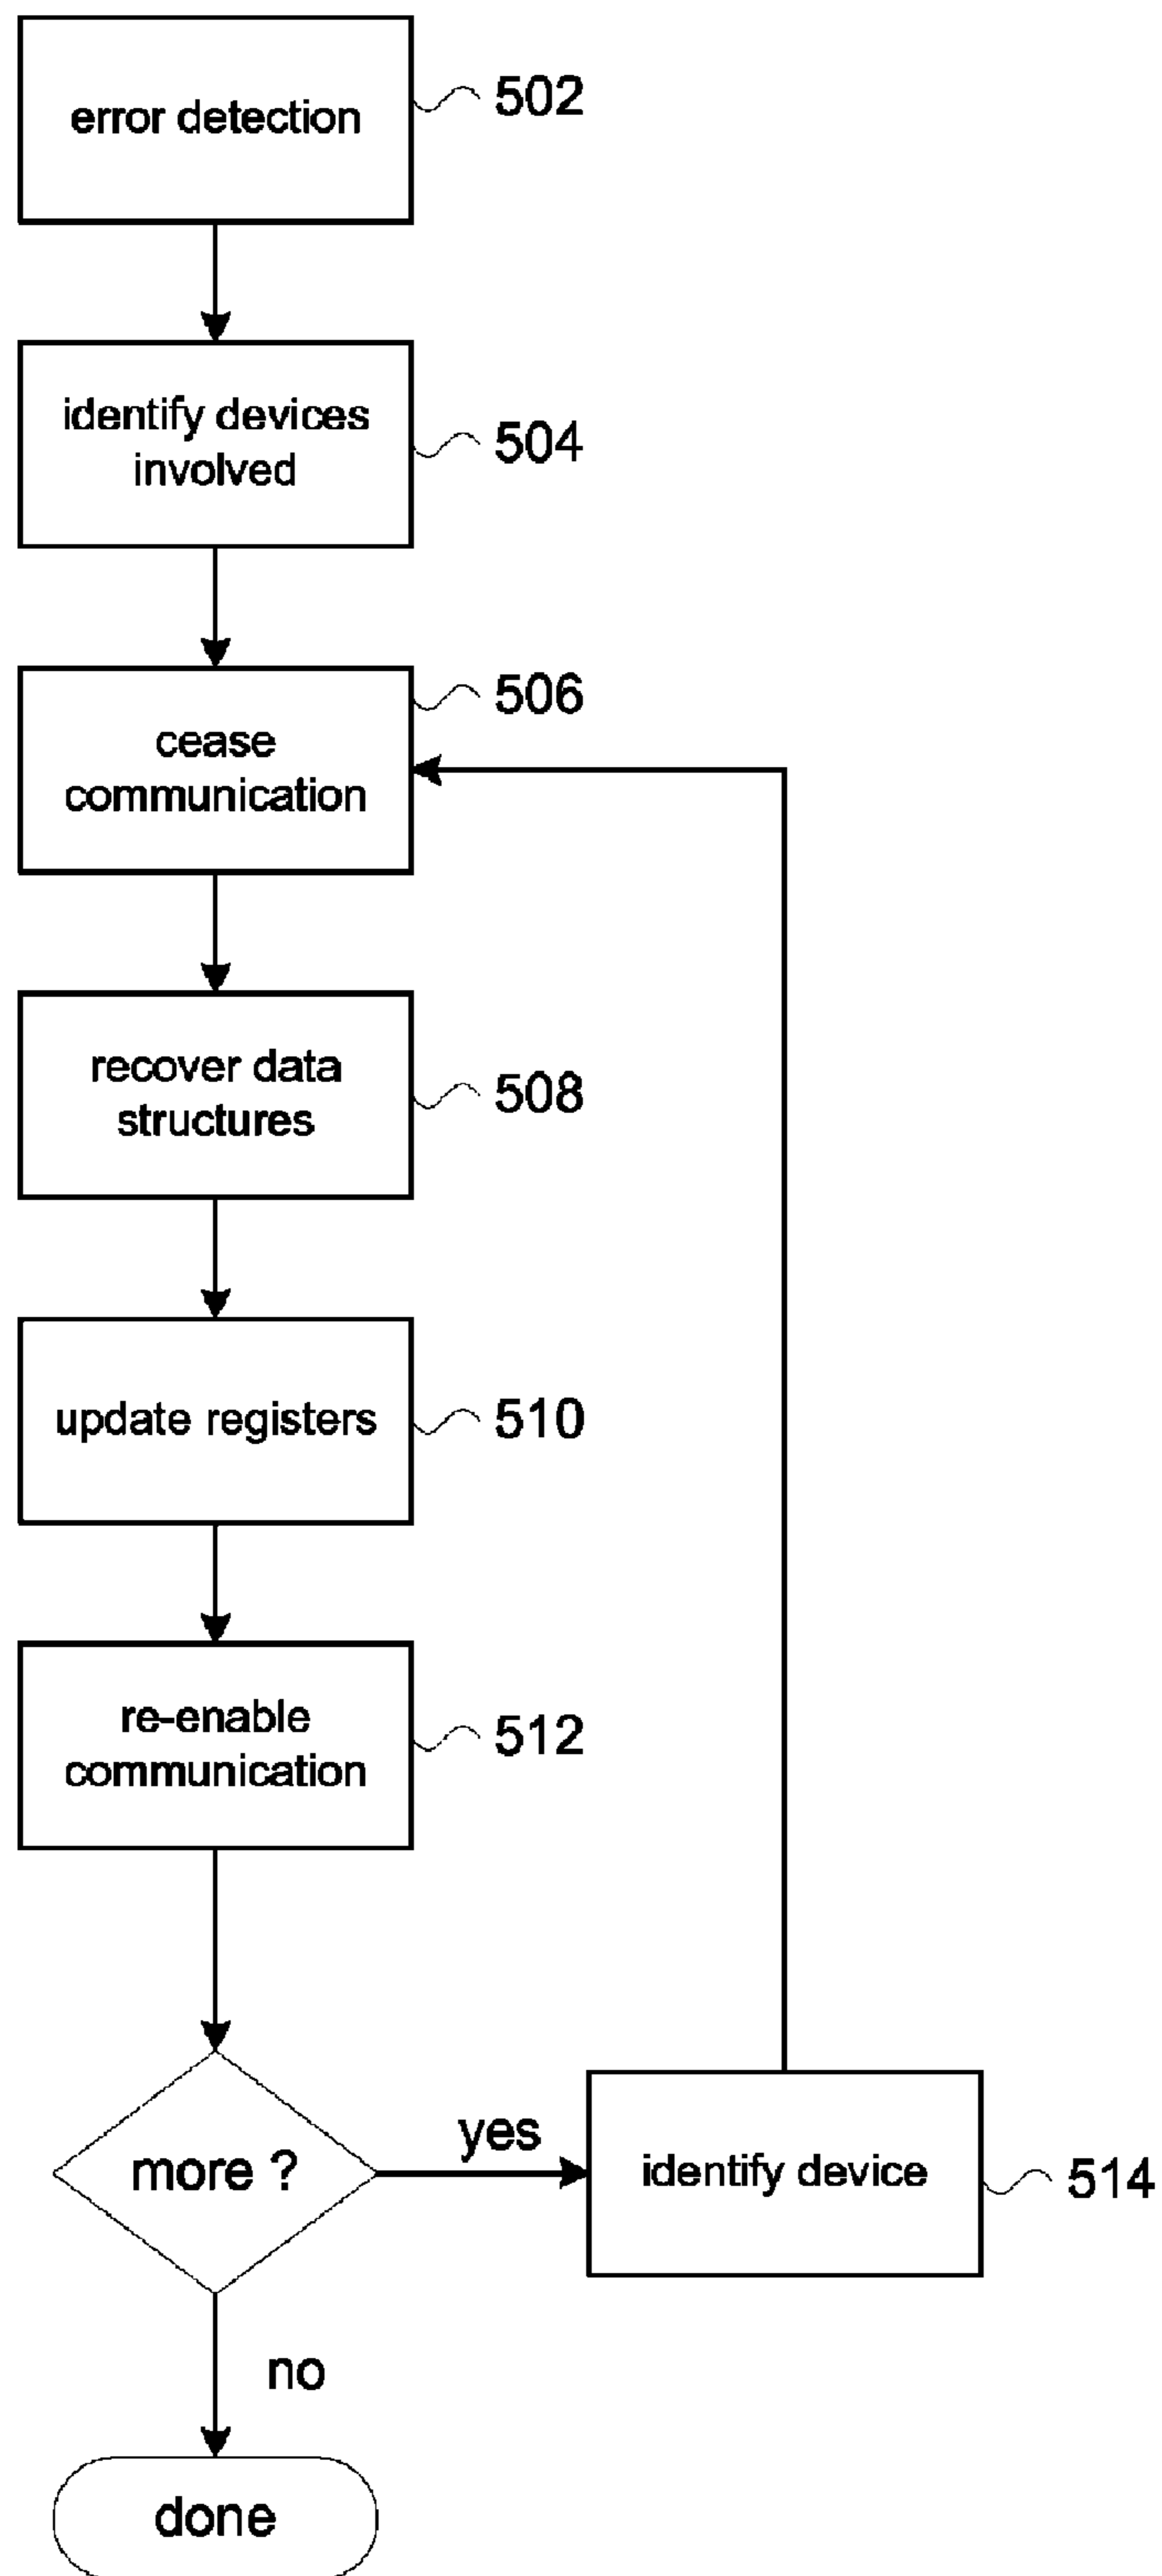 error detection
502
identify devices
involved
504
506
cease
communication
recover data
structures
508
update registers
510
re-enable
communication
512
more ?
yes
identify device
514
no
done